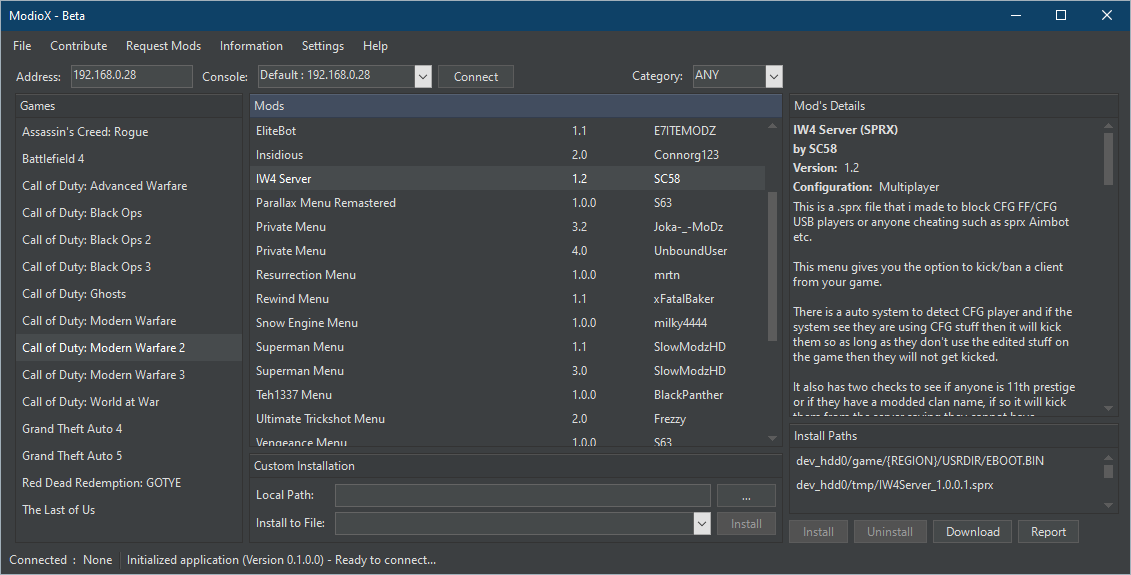 ModioX - Beta
File Contribute Request Mods Information Settings Help
Address: 192.168.0.28 Console: Default : 192.168.0.28 Connect Category: ANY
Games
Assassin's Creed: Rogue
Battlefield 4
Call of Duty: Advanced Warfare
Call of Duty: Black Ops
Call of Duty: Black Ops 2
Call of Duty: Black Ops 3
Call of Duty: Ghosts
Call of Duty: Modern Warfare
Call of Duty: Modern Warfare 2
Call of Duty: Modern Warfare 3
Call of Duty: World at War
Grand Theft Auto 4
Grand Theft Auto 5
Red Dead Redemption: GOTYE
The Last of Us
Mods
EliteBot 1.1 E7ITEMODZ
Insidious 2.0 Connorg123
IW4 Server 1.2 SC58
Parallax Menu Remastered 1.0.0 S63
Private Menu 3.2 Joka-_-MoDz
Private Menu 4.0 UnboundUser
Resurrection Menu 1.0.0 mrtn
Rewind Menu 1.1 xFatalBaker
Snow Engine Menu 1.0.0 milky4444
Superman Menu 1.1 SlowModzHD
Superman Menu 3.0 SlowModzHD
Teh1337 Menu 1.0.0 BlackPanther
Ultimate Trickshot Menu 2.0 Frezzy
Vengeance Menu 1.0.0 S63
Custom Installation
Local Path: ...
Install to File: Install
Mod's Details
IW4 Server (SPRX)
by SC58
Version: 1.2
Configuration: Multiplayer
This is a .sprx file that i made to block CFG FF/CFG
USB players or anyone cheating such as sprx Aimbot
etc.
This menu gives you the option to kick/ban a client
from your game.
There is a auto system to detect CFG player and if the
system see they are using CFG stuff then it will kick
them so as long as they don't use the edited stuff on
the game then they will not get kicked.
It also has two checks to see if anyone is 11th prestige
or if they have a modded clan name, if so it will kick
them from the server saying they cannot have
Install Paths
dev_hdd0/game/{REGION}/USRDIR/EBOOT.BIN
dev_hdd0/tmp/IW4Server_1.0.0.1.sprx
Install Uninstall Download Report
Connected : None Initialized application (Version 0.1.0.0) - Ready to connect...